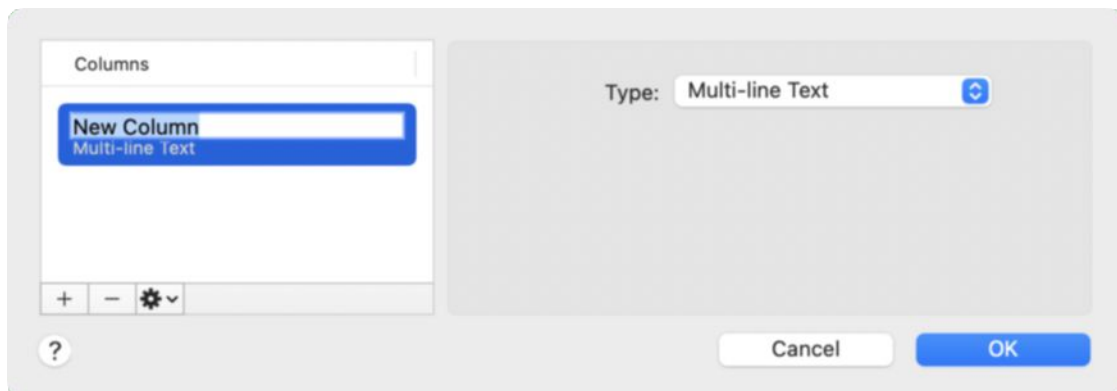 Columns
New Column
Multi-line Text
Type: Multi-line Text
+ −
?
Cancel OK